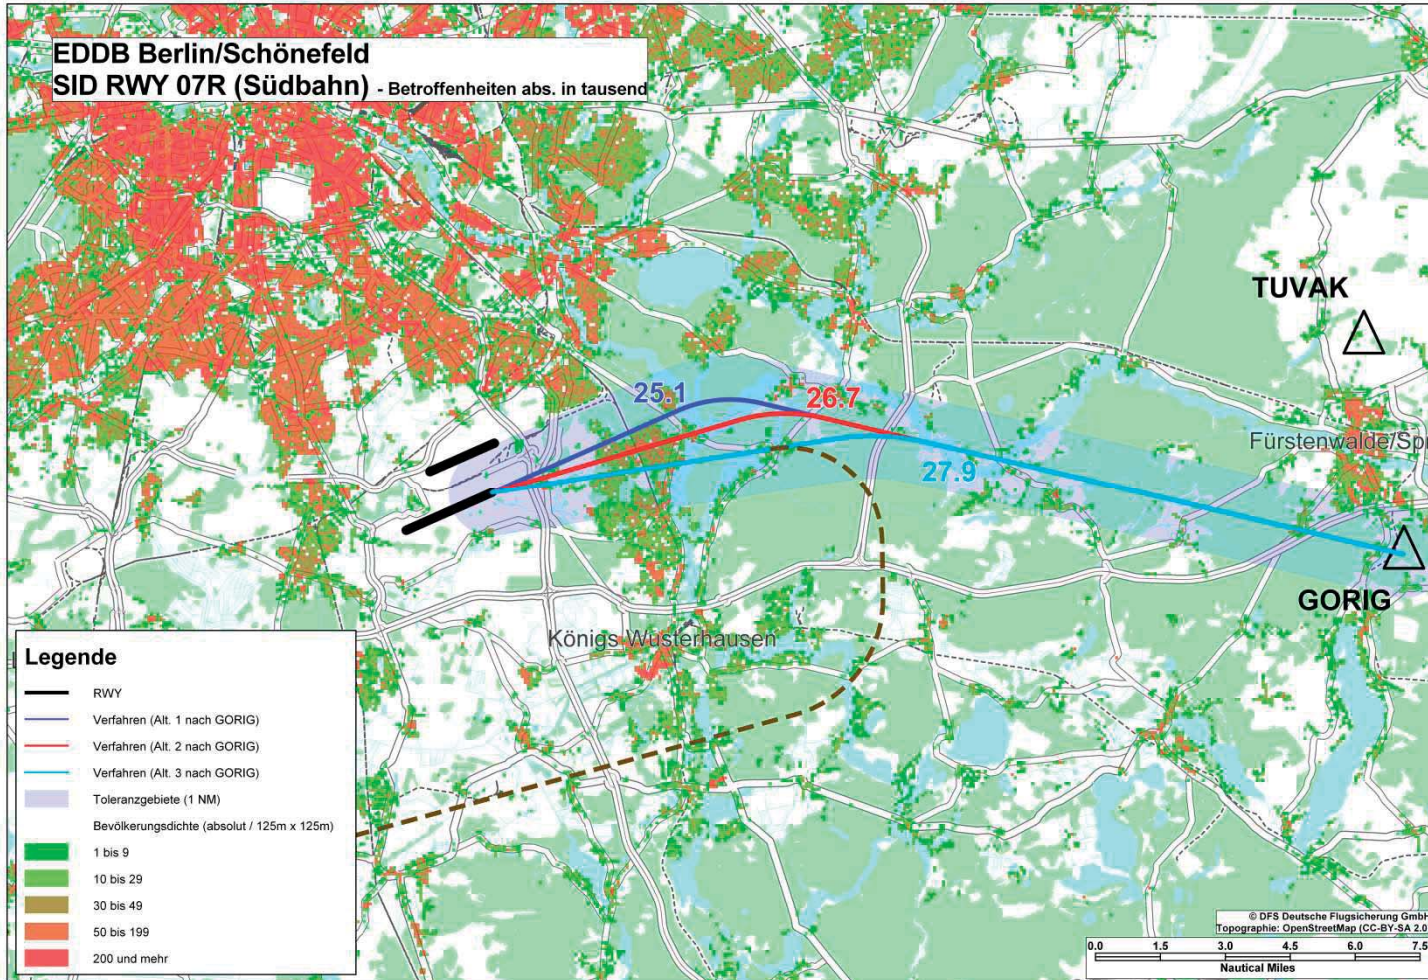 EDDB Berlin/Schönefeld
SID RWY 07R (Südbahn) - Betroffenheiten abs. in tausend
TUVAK
25.1
26.7
27.9
Fürstenwalde/Sp
GORIG
Königs Wusterhausen
Legende
RWY
Verfahren (Alt. 1 nach GORIG)
Verfahren (Alt. 2 nach GORIG)
Verfahren (Alt. 3 nach GORIG)
Toleranzgebiete (1 NM)
Bevölkerungsdichte (absolut / 125m x 125m)
1 bis 9
10 bis 29
30 bis 49
50 bis 199
200 und mehr
© DFS Deutsche Flugsicherung GmbH
Topographie: OpenStreetMap (CC-BY-SA 2.0
0.0 1.5 3.0 4.5 6.0 7.5
Nautical Miles